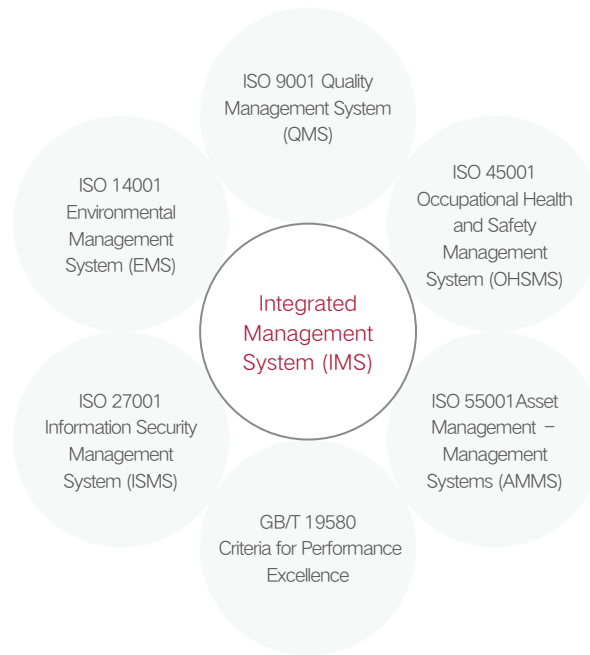 ISO 9001 Quality
Management System
(QMS)
ISO 14001
Environmental
Management
System (EMS)
ISO 45001
Occupational Health
and Safety
Management
System (OHSMS)
Integrated
Management
System (IMS)
ISO 27001
Information Security
Management
System (ISMS)
ISO 55001Asset
Management –
Management
Systems (AMMS)
GB/T 19580
Criteria for Performance
Excellence